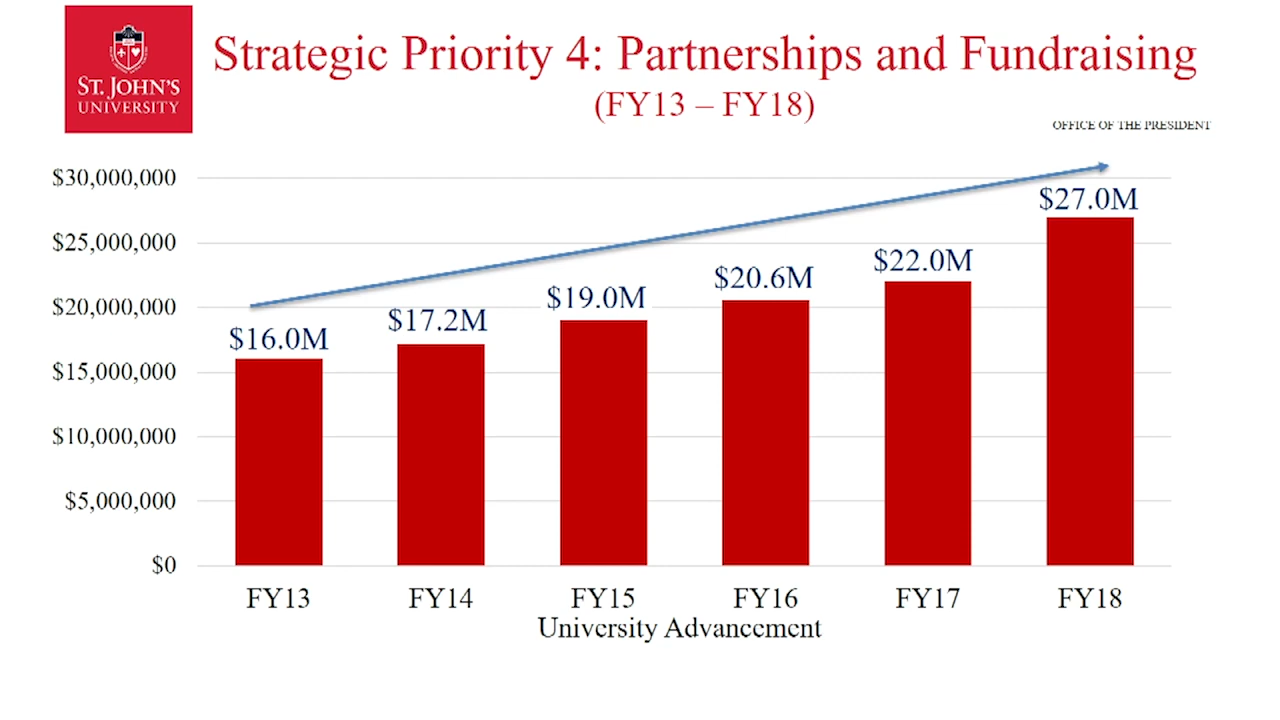 ST. JOHN'S
UNIVERSITY
Strategic Priority 4: Partnerships and Fundraising
(FY13 – FY18)
OFFICE OF THE PRESIDENT
$30,000,000
$25,000,000
$20,000,000
$15,000,000
$10,000,000
$5,000,000
$0
$16.0M
$17.2M
$19.0M
$20.6M
$22.0M
$27.0M
FY13 FY14 FY15 FY16 FY17 FY18
University Advancement